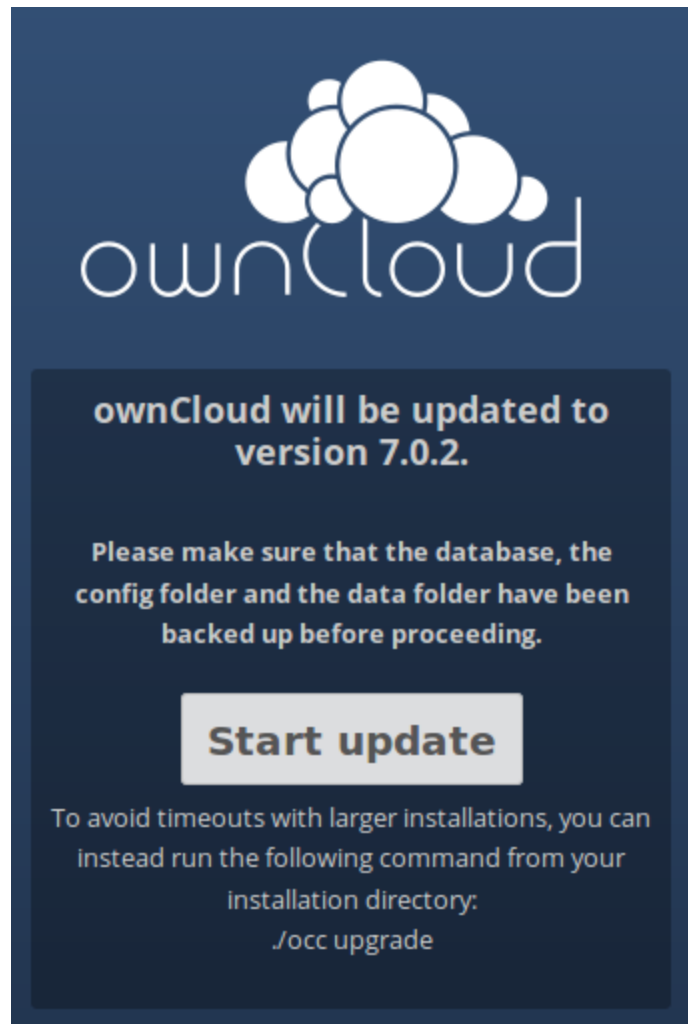 ownCloud
ownCloud will be updated to
version 7.0.2.
Please make sure that the database, the
config folder and the data folder have been
backed up before proceeding.
Start update
To avoid timeouts with larger installations, you can
instead run the following command from your
installation directory:
./occ upgrade